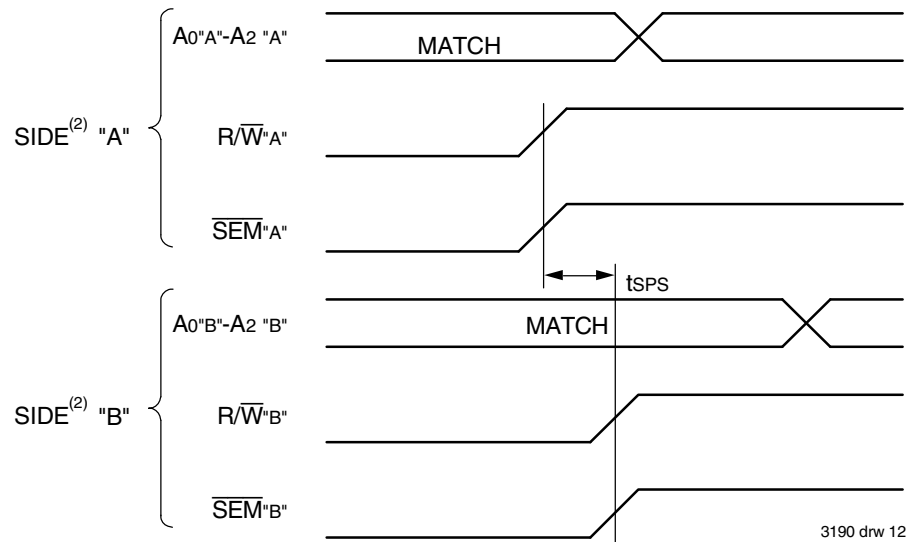 A0"A"-A2 "A"
MATCH
SIDE(2) "A"
R/W"A"
SEM"A"
tSPS
A0"B"-A2 "B"
MATCH
SIDE(2) "B"
R/W"B"
SEM"B"
3190 drw 12